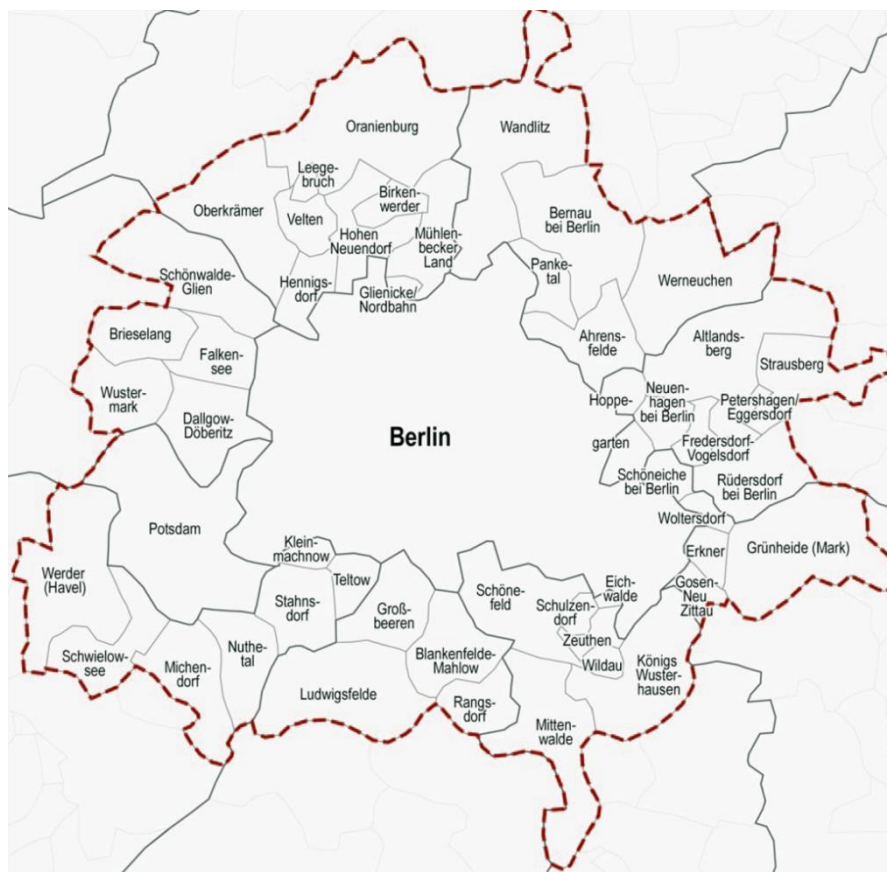 Oranienburg
Wandlitz
Leege-
bruch
Birken-
werder
Oberkrämer
Velten
Hohen
Neuendorf
Mühlen-
becker
Land
Bernau
bei Berlin
Panke-
tal
Schönwalde-
Glien
Hennigs-
dorf
Glienicke/
Nordbahn
Werneuchen
Brieselang
Falken-
see
Ahrens-
felde
Altlands-
berg
Strausberg
Wuster-
mark
Dallgow-
Döberitz
Hoppe-
garten
Neuen-
hagen
bei Berlin
Petershagen/
Eggersdorf
Berlin
Fredersdorf-
Vogelsdorf
Schöneiche
bei Berlin
Rüdersdorf
bei Berlin
Potsdam
Woltersdorf
Klein-
machnow
Erkner
Grünheide (Mark)
Werder
(Havel)
Teltow
Stahns-
dorf
Groß-
beeren
Schöne-
feld
Eich-
walde
Schulzen-
dorf
Gosen-
Neu
Zittau
Schwielow-
see
Michen-
dorf
Nuthe-
tal
Zeuthen
Blankenfelde-
Mahlow
Wildau
Königs
Wuster-
hausen
Ludwigsfelde
Rangs-
dorf
Mitten-
walde